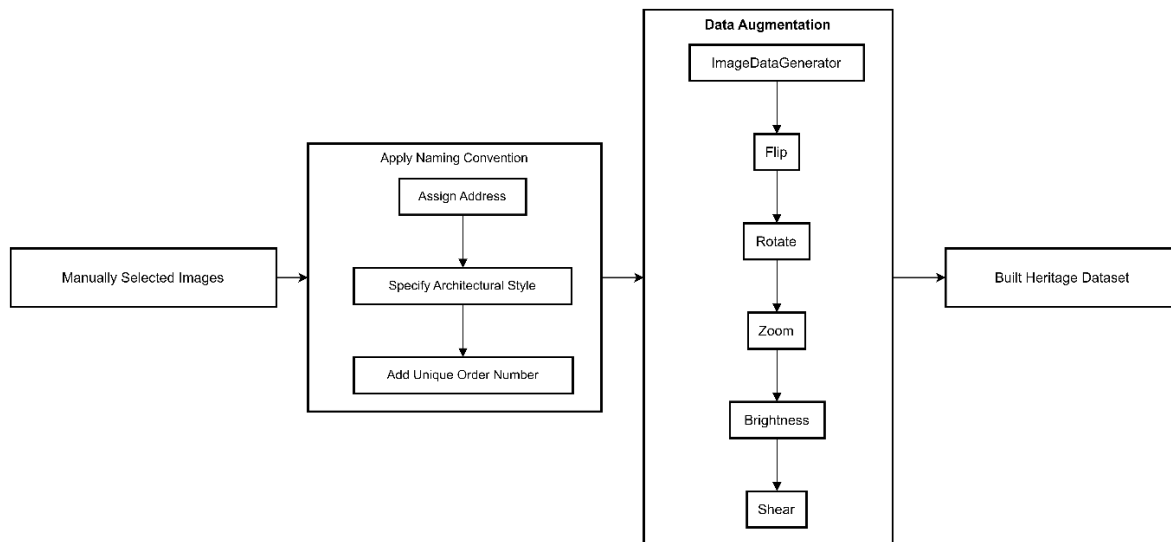 Manually Selected Images
Apply Naming Convention
Assign Address
Specify Architectural Style
Add Unique Order Number
Data Augmentation
ImageDataGenerator
Flip
Rotate
Zoom
Brightness
Shear
Built Heritage Dataset